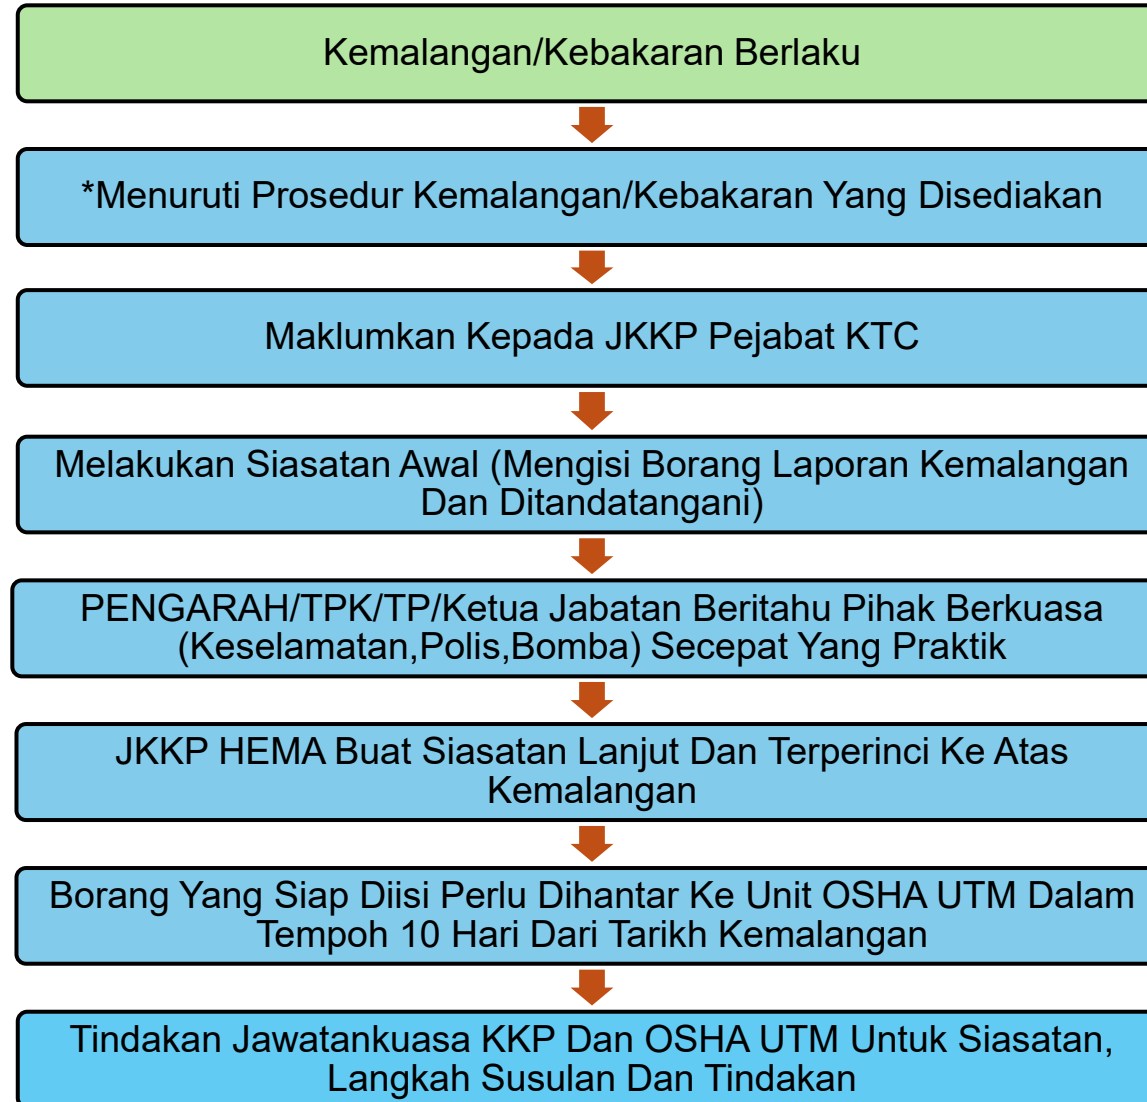 Kemalangan/Kebakaran Berlaku
*Menuruti Prosedur Kemalangan/Kebakaran Yang Disediakan
Maklumkan Kepada JKKP Pejabat KTC
Melakukan Siasatan Awal (Mengisi Borang Laporan Kemalangan
Dan Ditandatangani)
PENGARAH/TPK/TP/Ketua Jabatan Beritahu Pihak Berkuasa
(Keselamatan,Polis,Bomba) Secepat Yang Praktik
JKKP HEMA Buat Siasatan Lanjut Dan Terperinci Ke Atas
Kemalangan
Borang Yang Siap Diisi Perlu Dihantar Ke Unit OSHA UTM Dalam
Tempoh 10 Hari Dari Tarikh Kemalangan
Tindakan Jawatankuasa KKP Dan OSHA UTM Untuk Siasatan,
Langkah Susulan Dan Tindakan